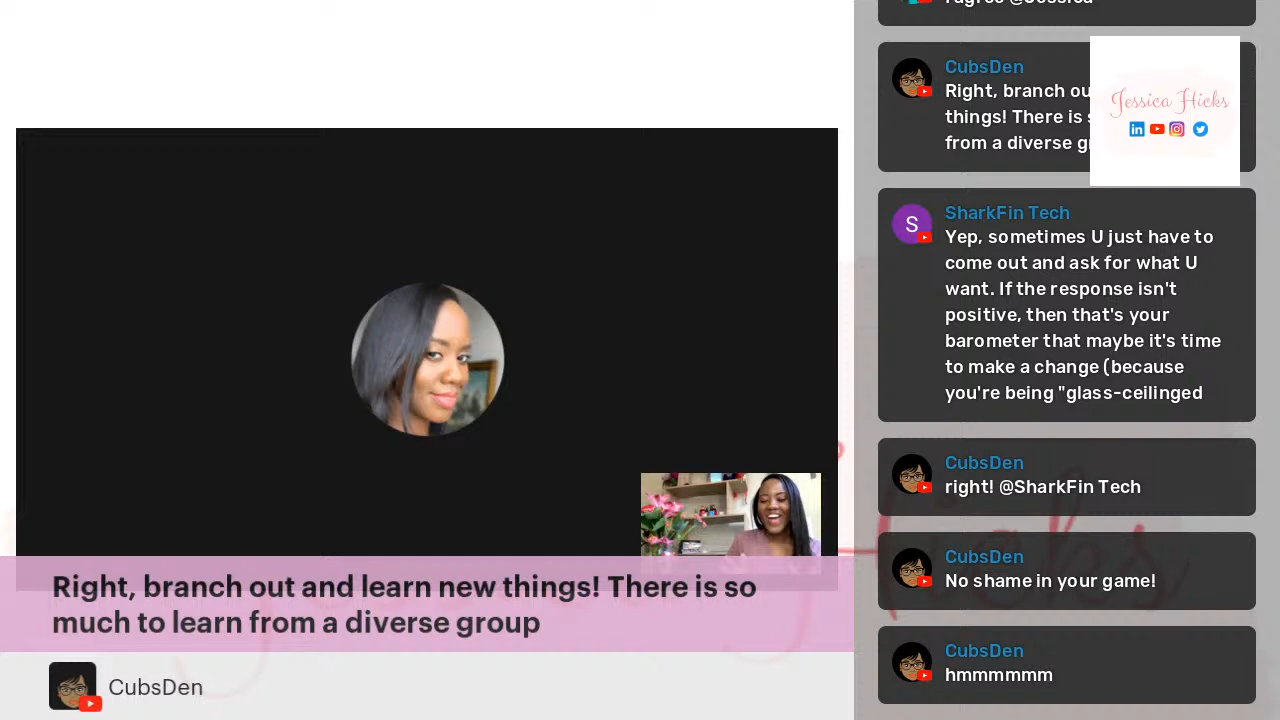 Right, branch out and learn new things! There is so
much to learn from a diverse group
CubsDen
@Jessica
CubsDen
Right, branch
things! There is
from a diverse
Jessica Hicks
SharkFin Tech
Yep, sometimes U just have to
come out and ask for what U
want. If the response isn't
positive, then that's your
barometer that maybe it's time
to make a change (because
you're being "glass-ceilinged
S
CubsDen
right! @SharkFin Tech
CubsDen
No shame in your game!
CubsDen
hmmmmmm
Hicks